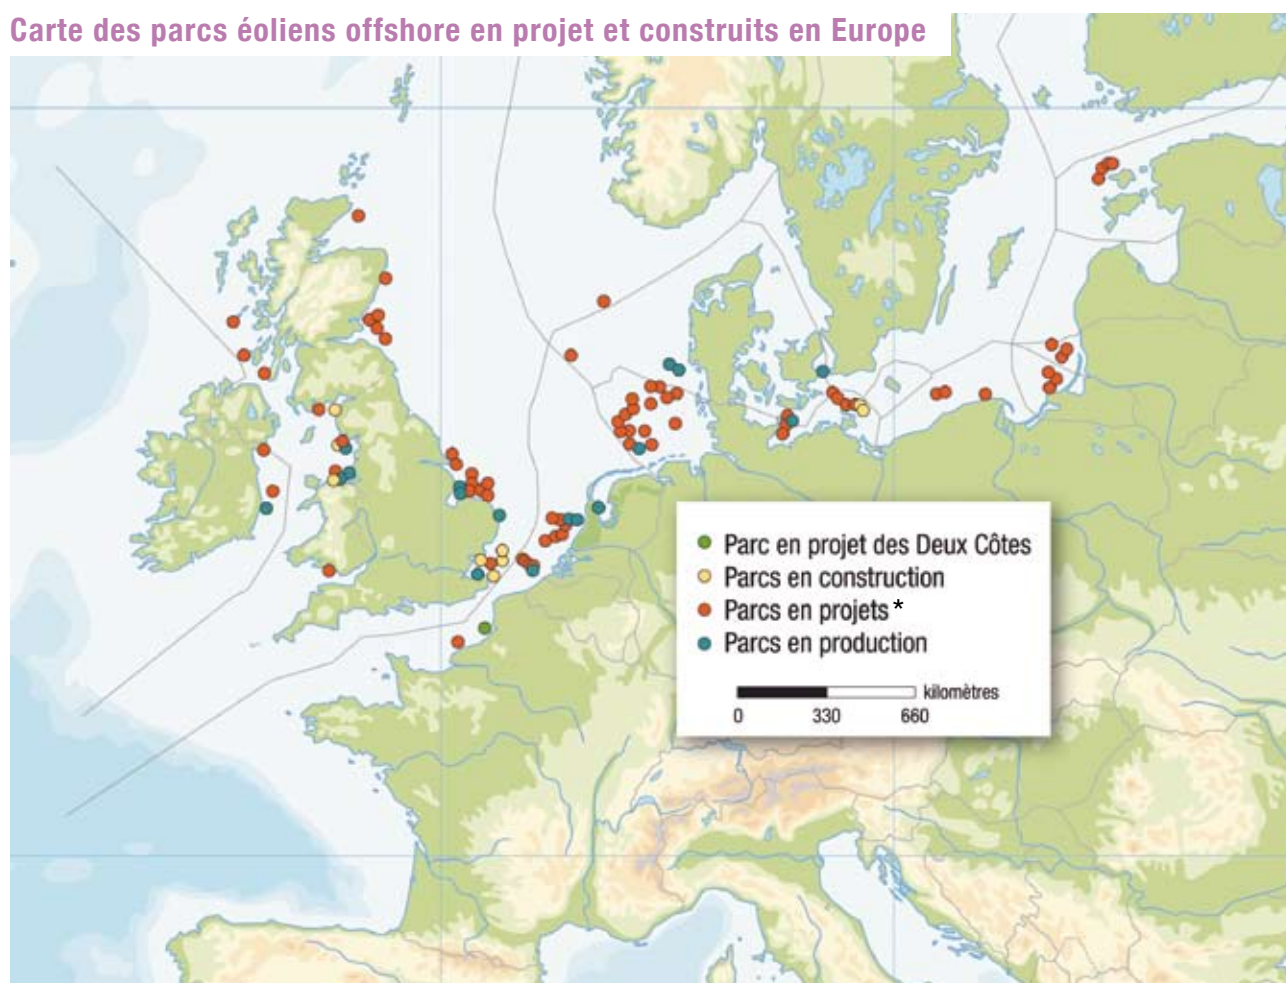 Carte des parcs éoliens offshore en projet et construits en Europe
Parc en projet des Deux Côtes
Parcs en construction
Parcs en projets *
Parcs en production
kilomètres
0 330 660